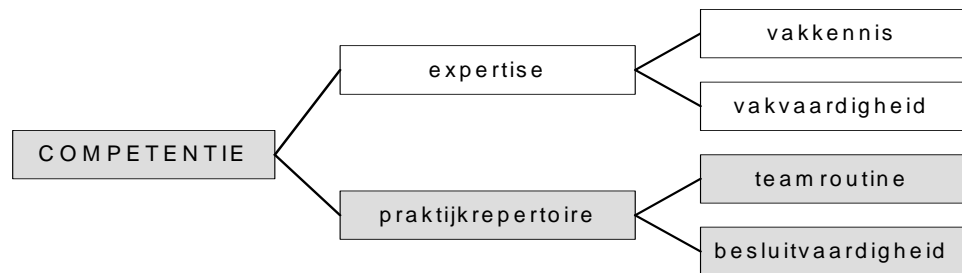 COMPETENTIE
expertise
praktijkrepertoire
vakkennis
vakvaardigheid
teamroutine
besluitvaardigheid